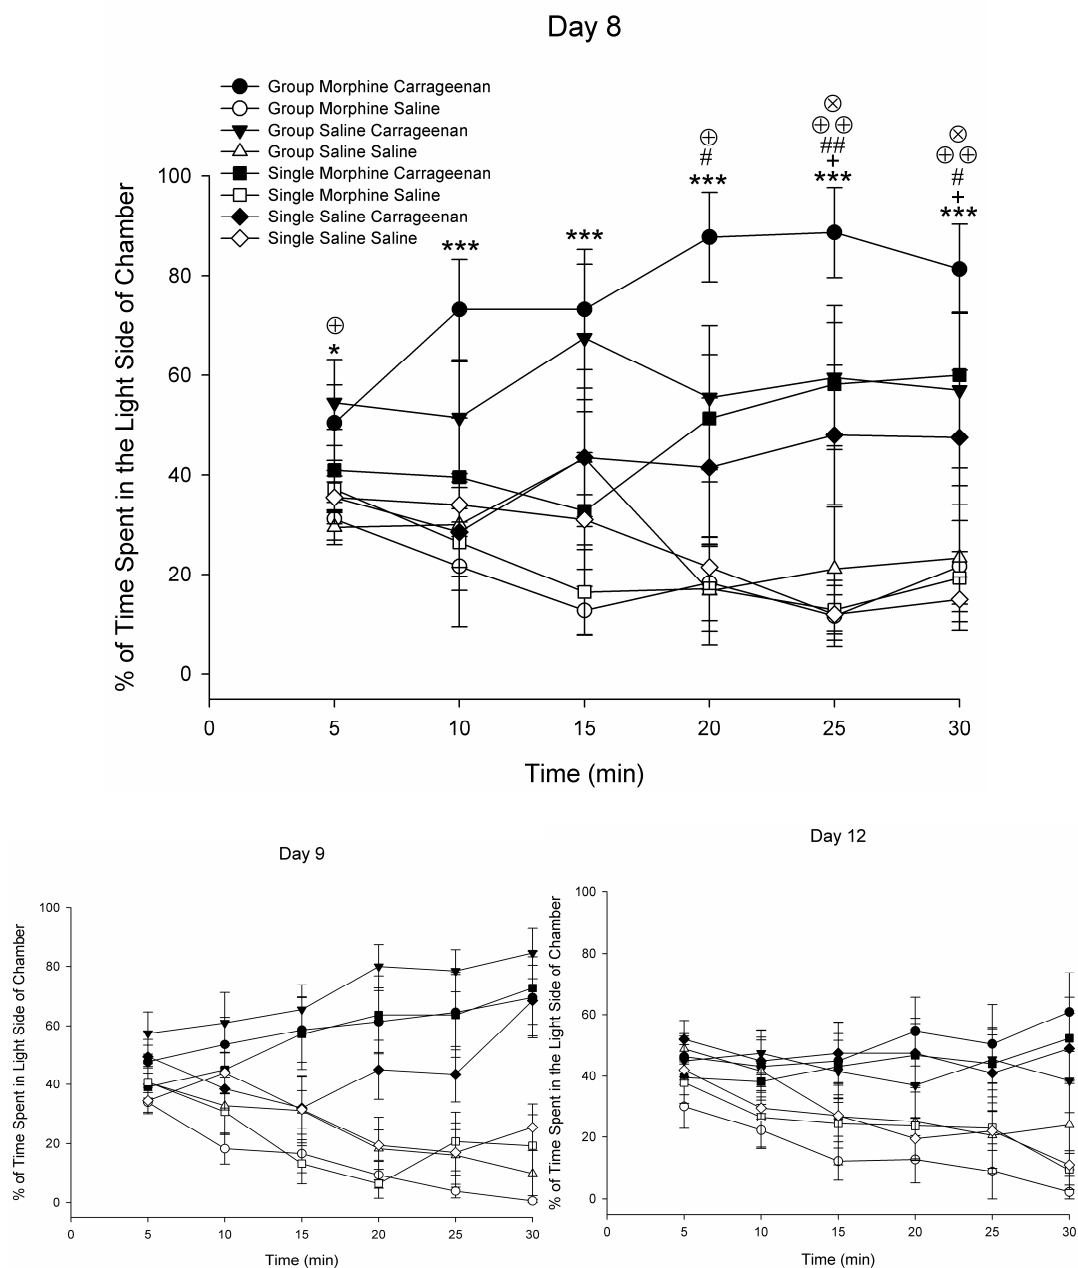 Day 8
Group Morphine Carrageenan
Group Morphine Saline
Group Saline Carrageenan
Group Saline Saline
Single Morphine Carrageenan
Single Morphine Saline
Single Saline Carrageenan
Single Saline Saline
% of Time Spent in the Light Side of Chamber
100
80
60
40
20
0
⊕
*
***
***
⊕
#
***
⊗
⊕ ⊕
##
+
***
⊗
⊕ ⊕
#
+
***
0 5 10 15 20 25 30
Time (min)
Day 9
% of Time Spent in Light Side of Chamber
100
80
60
40
20
0
0 5 10 15 20 25 30
Time (min)
Day 12
% of Time Spent in the Light Side of Chamber
100
80
60
40
20
0
0 5 10 15 20 25 30
Time (min)